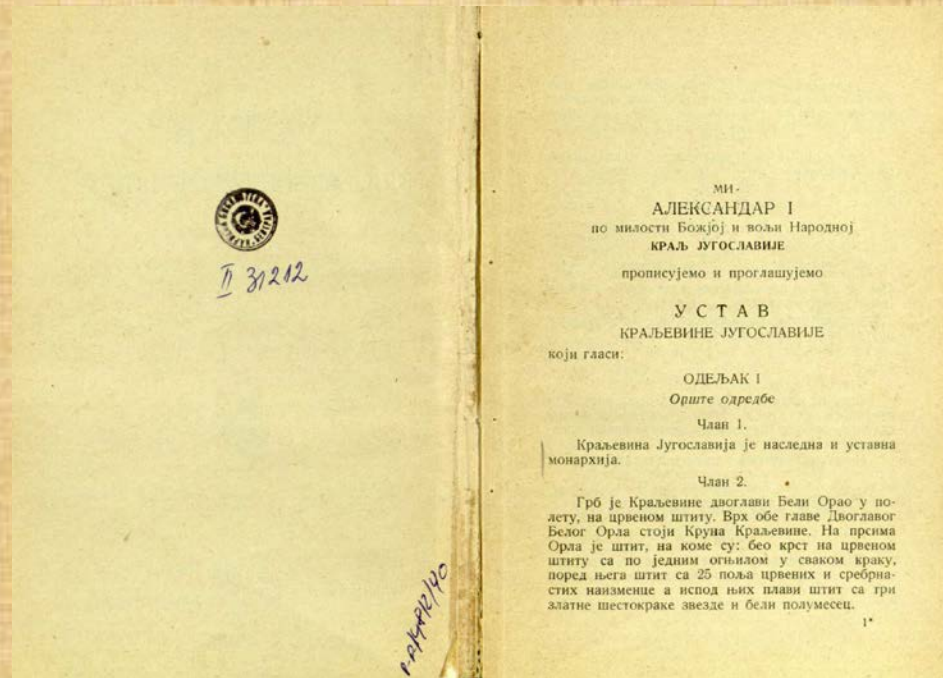 II 31212
МИ
АЛЕКСАНДАР I
по милости Божјој и вољи Народној
КРАЉ ЈУГОСЛАВИЈЕ
прописујемо и проглашујемо
УСТАВ
КРАЉЕВИНЕ ЈУГОСЛАВИЈЕ
који гласи:
ОДЕЉАК I
Опште одредбе
Члан 1.
Краљевина Југославија је наследна и уставна
монархија.
Члан 2.
Грб је Краљевине двоглави Бели Орао у по-
лету, на црвеном штиту. Врх обе главе Двоглавог
Белог Орла стоји Круна Краљевине. На прсима
Орла је штит, на коме су: бео крст на црвеном
штиту са по једним огњилом у сваком краку,
поред њега штит са 25 поља црвених и сребрна-
стих наизменце а испод њих плави штит са три
златне шестокраке звезде и бели полумесец.
1*